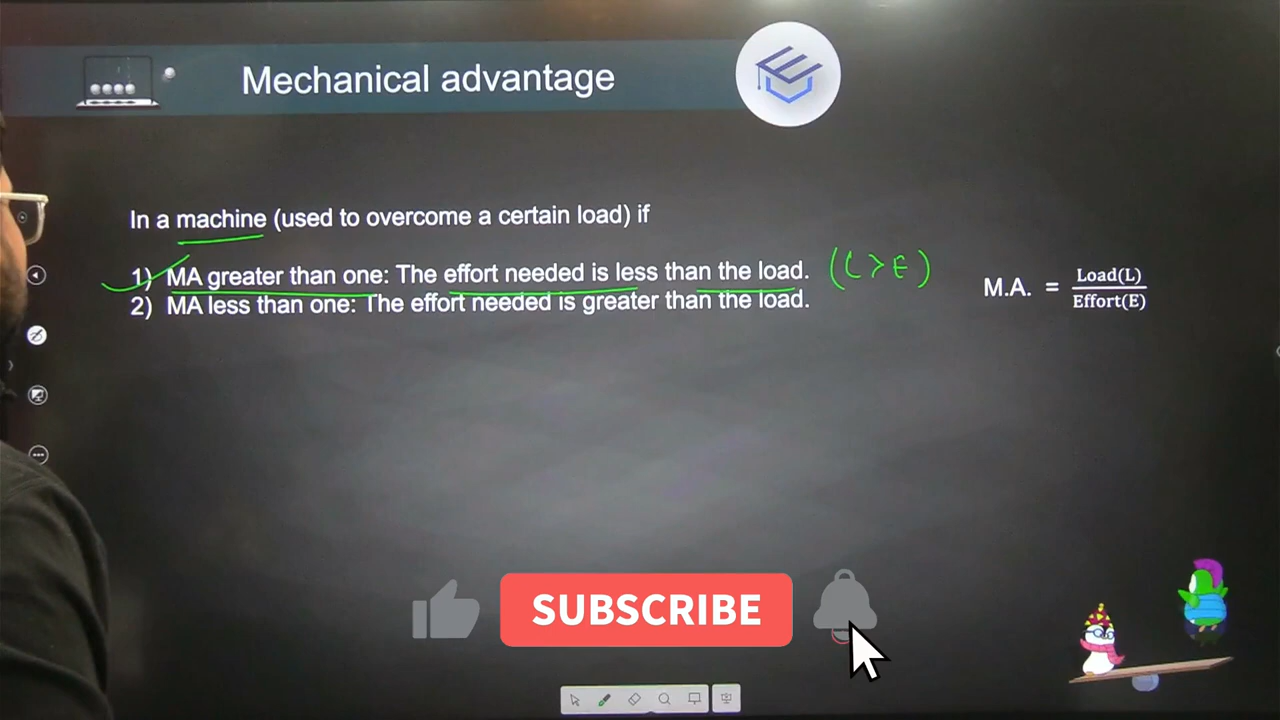 Mechanical advantage
In a machine (used to overcome a certain load) if
1) MA greater than one: The effort needed is less than the load. (L > E)
2) MA less than one: The effort needed is greater than the load.
M.A. = Load(L)
Effort(E)
SUBSCRIBE